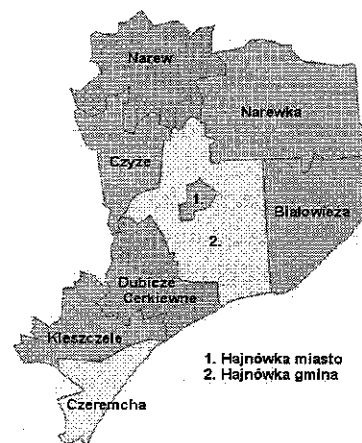 Narew
Narewka
Czyże
1.
Białowieża
2.
Dubicze
Cerkiewne
Kleszczele
1. Hajnówka miasto
2. Hajnówka gmina
Czeremcha